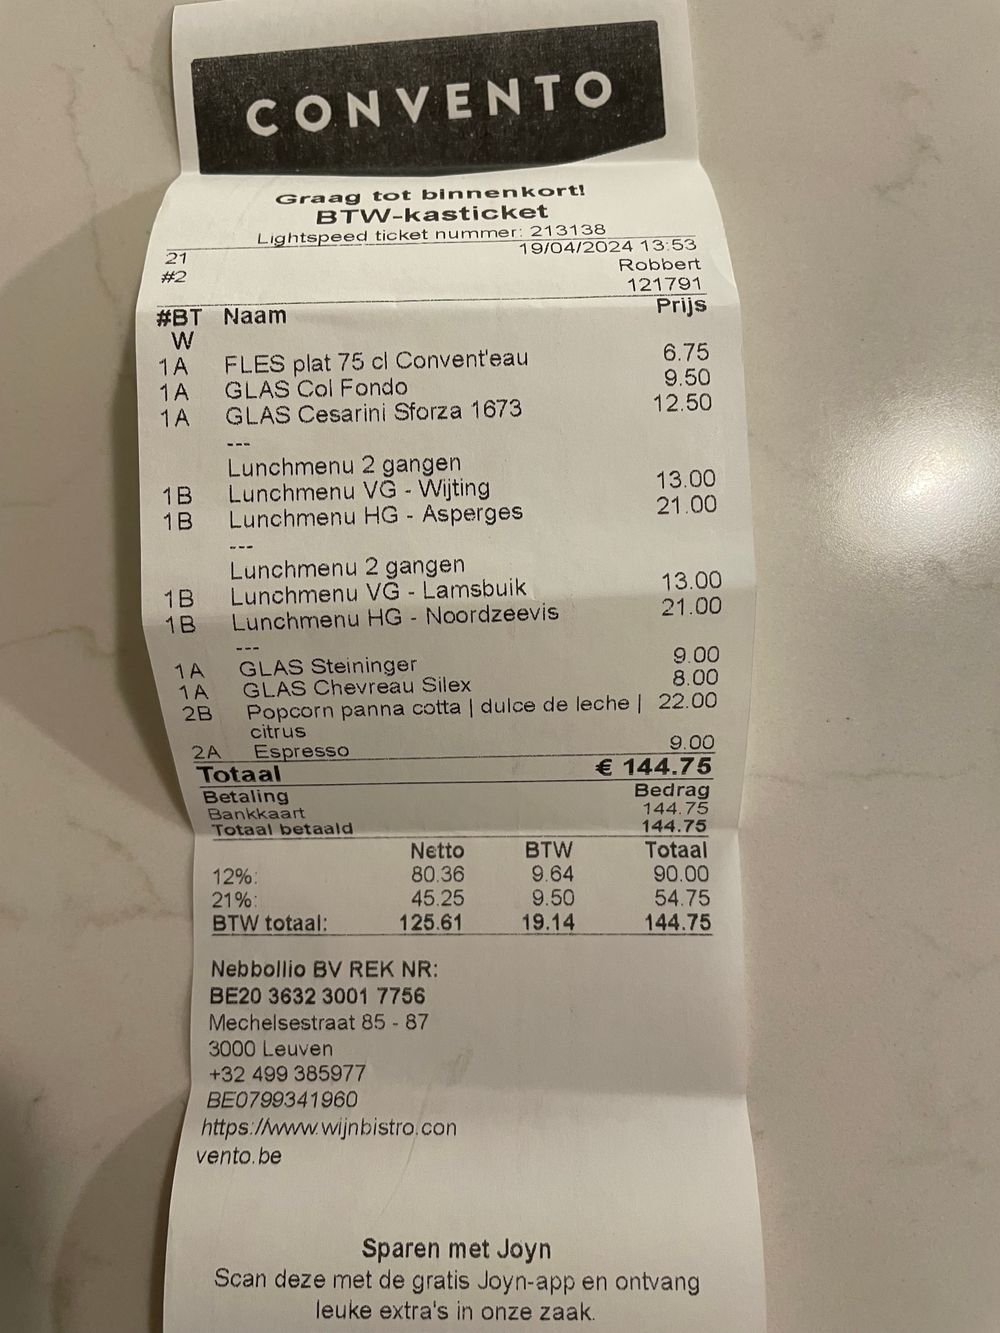 CONVENTO
Graag tot binnenkort!
BTW-kasticket
Lightspeed ticket nummer: 213138
21 19/04/2024 13:53
#2 Robbert
121791
#BT Naam Prijs
W
1A FLES plat 75 cl Convent'eau 6.75
1A GLAS Col Fondo 9.50
1A GLAS Cesarini Sforza 1673 12.50
---
Lunchmenu 2 gangen
1B Lunchmenu VG - Wijting 13.00
1B Lunchmenu HG - Asperges 21.00
---
Lunchmenu 2 gangen
1B Lunchmenu VG - Lamsbuik 13.00
1B Lunchmenu HG - Noordzeevis 21.00
---
1A GLAS Steininger 9.00
1A GLAS Chevreau Silex 8.00
2B Popcorn panna cotta | dulce de leche | 22.00
citrus
2A Espresso 9.00
Totaal € 144.75
Betaling Bedrag
Bankkaart 144.75
Totaal betaald 144.75
Netto BTW Totaal
12%: 80.36 9.64 90.00
21%: 45.25 9.50 54.75
BTW totaal: 125.61 19.14 144.75
Nebbollio BV REK NR:
BE20 3632 3001 7756
Mechelsestraat 85 - 87
3000 Leuven
+32 499 385977
BE0799341960
https://www.wijnbistro.con
vento.be
Sparen met Joyn
Scan deze met de gratis Joyn-app en ontvang
leuke extra's in onze zaak.